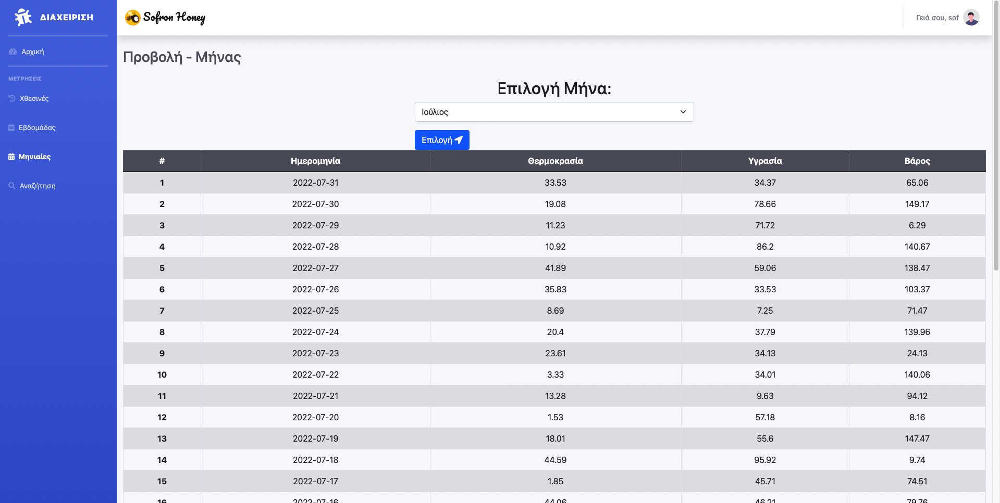 ΔΙΑΧΕΙΡΙΣΗ
Αρχική
ΜΕΤΡΗΣΕΙΣ
Χθεσινές
Εβδομάδας
Μηνιαίες
Αναζήτηση
Sofron Honey
Γειά σου, sof
Προβολή - Μήνας
Επιλογή Μήνα:
Ιούλιος
Επιλογή
# Ημερομηνία Θερμοκρασία Υγρασία Βάρος
1 2022-07-31 33.53 34.37 65.06
2 2022-07-30 19.08 78.66 149.17
3 2022-07-29 11.23 71.72 6.29
4 2022-07-28 10.92 86.2 140.67
5 2022-07-27 41.89 59.06 138.47
6 2022-07-26 35.83 33.53 103.37
7 2022-07-25 8.69 7.25 71.47
8 2022-07-24 20.4 37.79 139.96
9 2022-07-23 23.61 34.13 24.13
10 2022-07-22 3.33 34.01 140.06
11 2022-07-21 13.28 9.63 94.12
12 2022-07-20 1.53 57.18 8.16
13 2022-07-19 18.01 55.6 147.47
14 2022-07-18 44.59 95.92 9.74
15 2022-07-17 1.85 45.71 74.51
16 2022-07-16 44.06 46.21 79.76